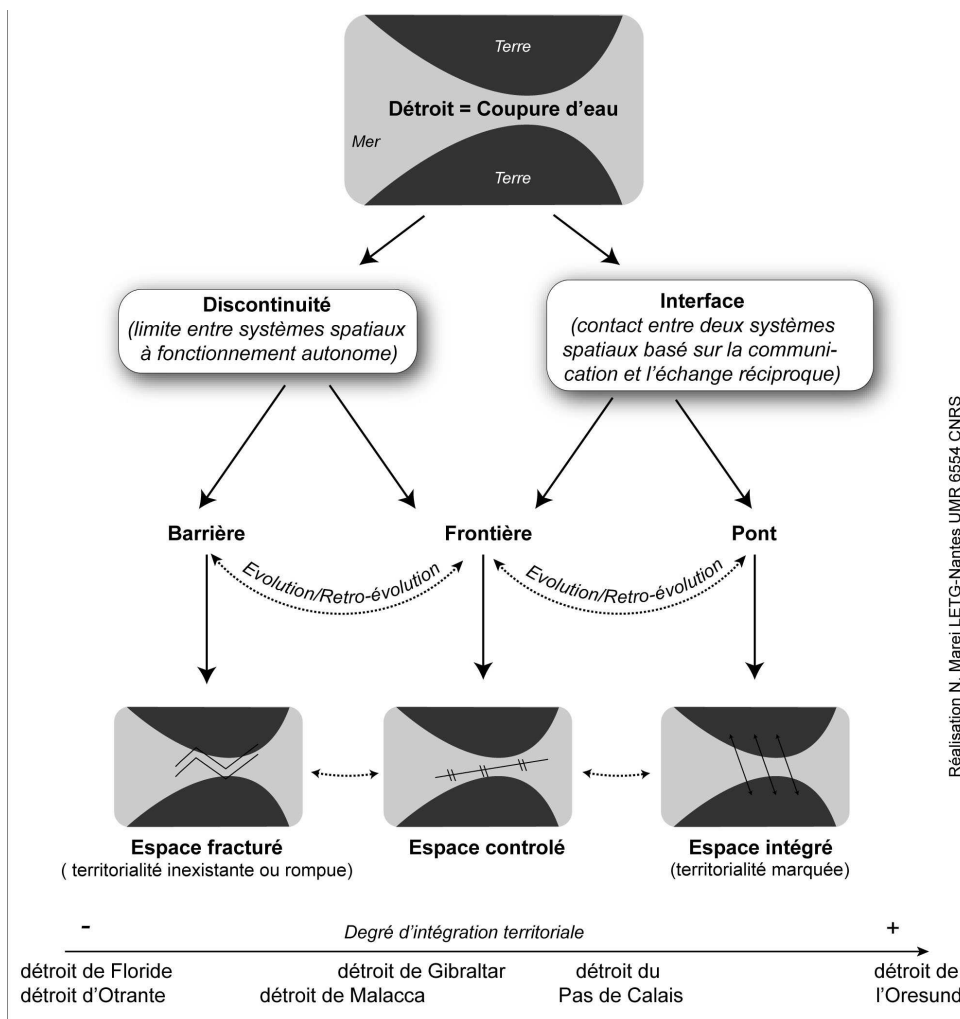 Terre
Détroit = Coupure d'eau
Mer
Terre
Discontinuité
(limite entre systèmes spatiaux
à fonctionnement autonome)
Interface
(contact entre deux systèmes
spatiaux basé sur la communi-
cation et l'échange réciproque)
Barrière
Frontière
Pont
Evolution/Retro-évolution
Evolution/Retro-évolution
Espace fracturé
( territorialité inexistante ou rompue)
Espace controlé
Espace intégré
(territorialité marquée)
-
Degré d'intégration territoriale
+
détroit de Floride
détroit d'Otrante
détroit de Gibraltar
détroit de Malacca
détroit du
Pas de Calais
détroit de
l'Oresund
Réalisation N. Marei LETG-Nantes UMR 6554 CNRS